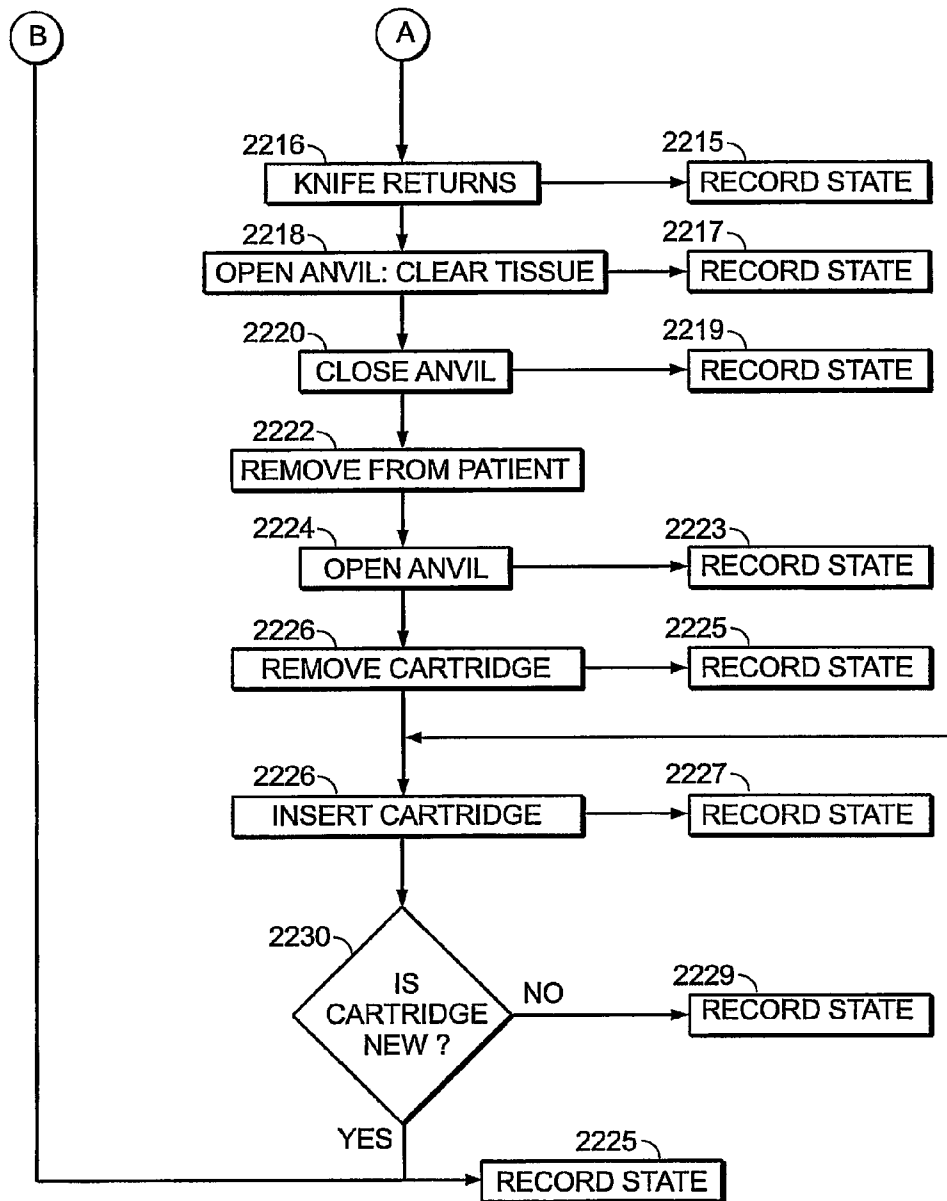 B
A
2216
KNIFE RETURNS
2215
RECORD STATE
2218
OPEN ANVIL: CLEAR TISSUE
2217
RECORD STATE
2220
CLOSE ANVIL
2219
RECORD STATE
2222
REMOVE FROM PATIENT
2224
OPEN ANVIL
2223
RECORD STATE
2226
REMOVE CARTRIDGE
2225
RECORD STATE
2226
INSERT CARTRIDGE
2227
RECORD STATE
2230
IS
CARTRIDGE
NEW ?
NO
2229
RECORD STATE
YES
2225
RECORD STATE